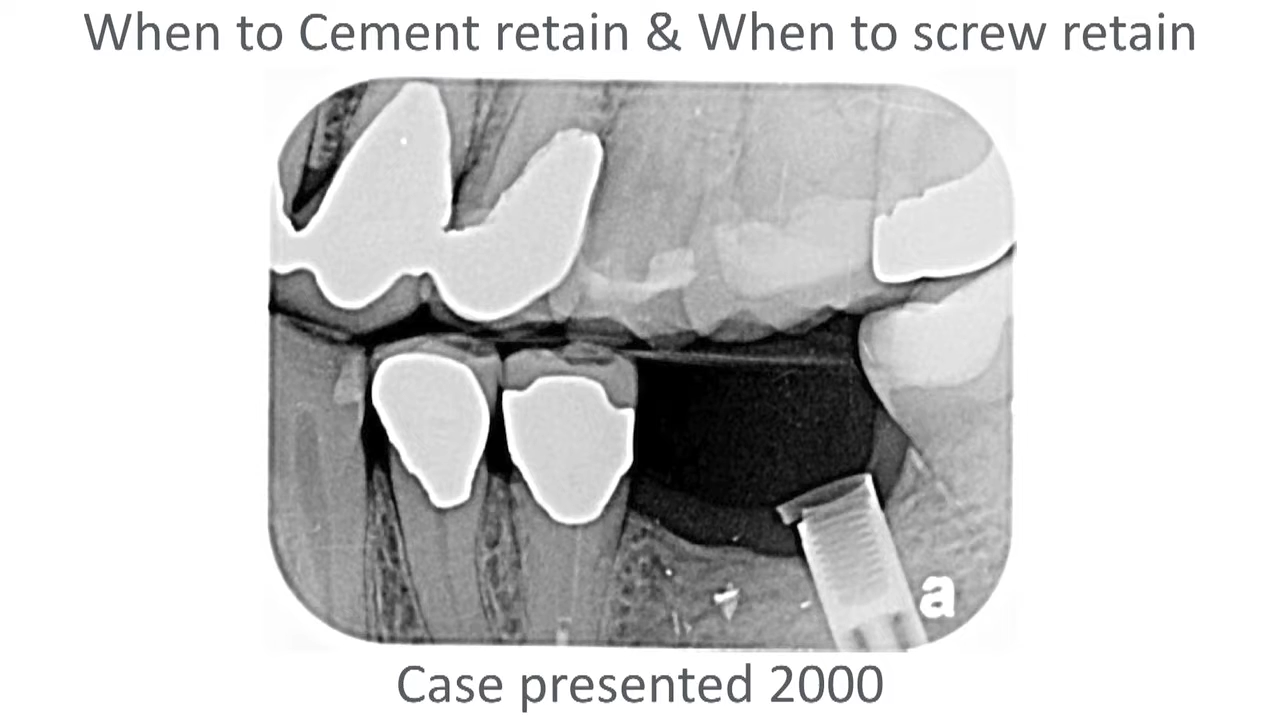 When to Cement retain & When to screw retain
a
Case presented 2000